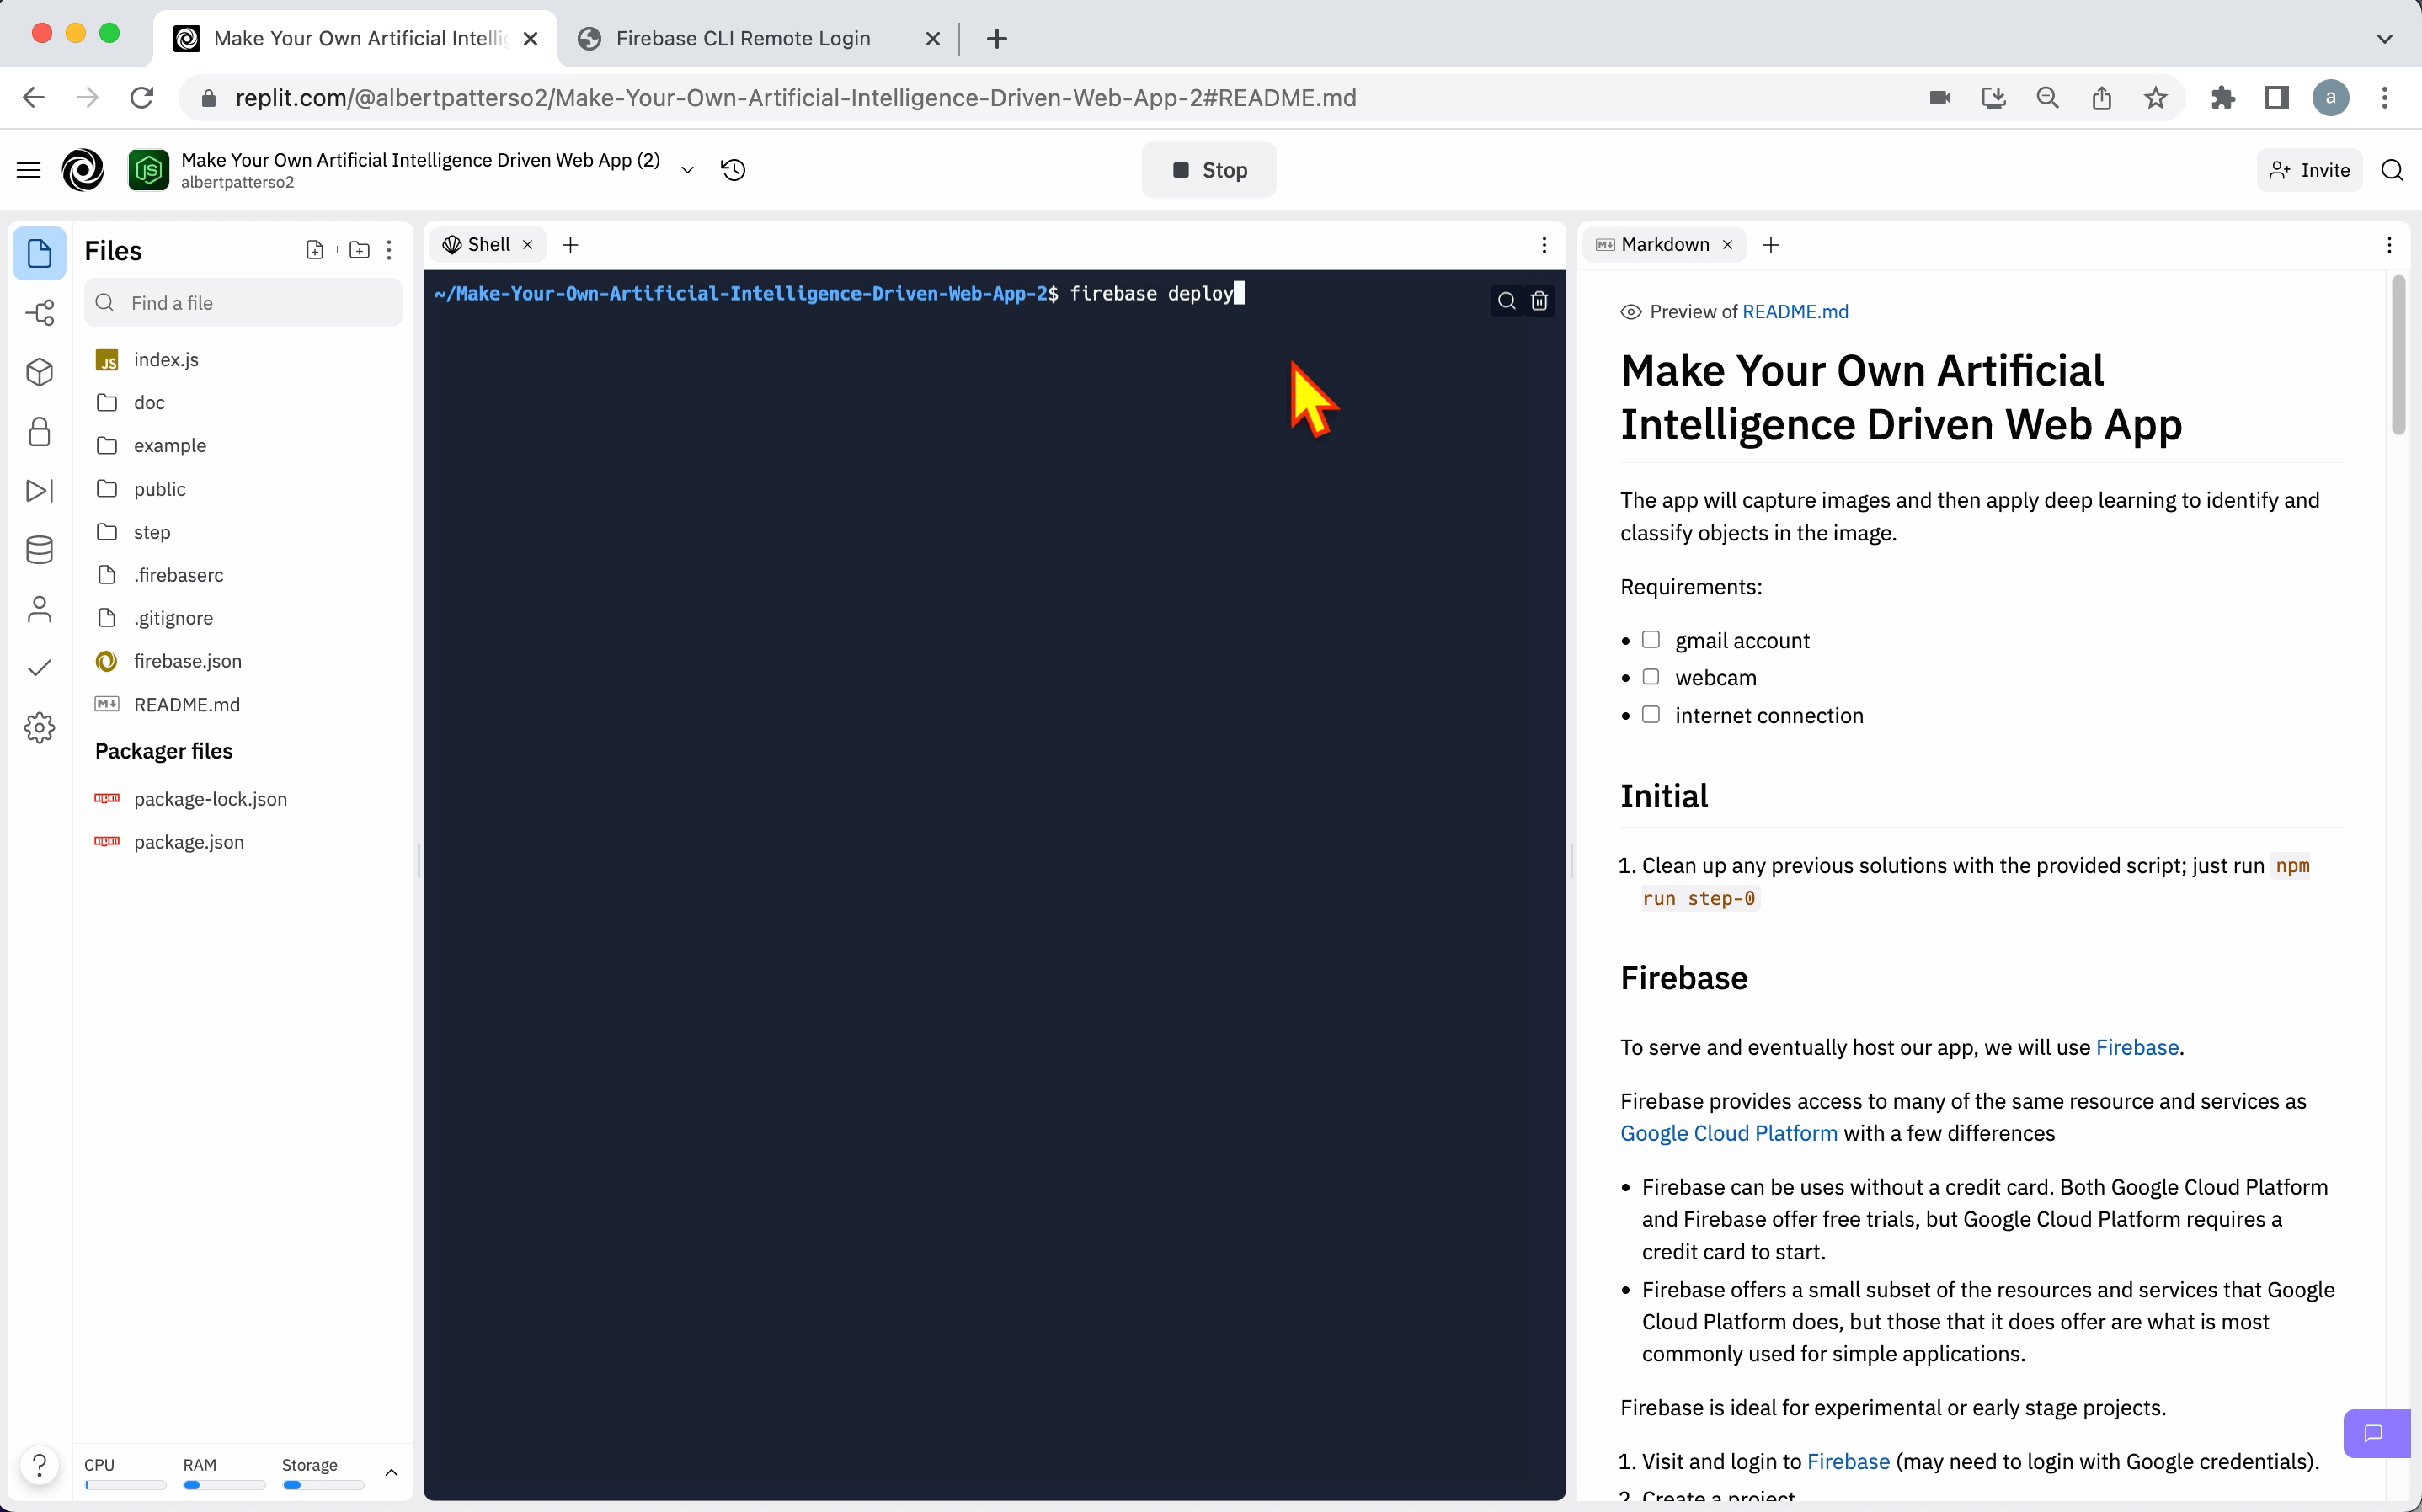 Make Your Own Artificial Intelli
Firebase CLI Remote Login
replit.com/@albertpatterso2/Make-Your-Own-Artificial-Intelligence-Driven-Web-App-2#README.md
a
JS
Make Your Own Artificial Intelligence Driven Web App (2)
albertpatterso2
Stop
Invite
Files
Find a file
JS index.js
doc
example
public
step
.firebaserc
.gitignore
firebase.json
M↓ README.md
Packager files
npm package-lock.json
npm package.json
CPU
RAM
Storage
?
Shell
~/Make-Your-Own-Artificial-Intelligence-Driven-Web-App-2$ firebase deploy
M↓ Markdown
Preview of README.md
Make Your Own Artificial
Intelligence Driven Web App
The app will capture images and then apply deep learning to identify and
classify objects in the image.
Requirements:
• gmail account
• webcam
• internet connection
Initial
1. Clean up any previous solutions with the provided script; just run npm
run step-0
Firebase
To serve and eventually host our app, we will use Firebase.
Firebase provides access to many of the same resource and services as
Google Cloud Platform with a few differences
• Firebase can be uses without a credit card. Both Google Cloud Platform
and Firebase offer free trials, but Google Cloud Platform requires a
credit card to start.
• Firebase offers a small subset of the resources and services that Google
Cloud Platform does, but those that it does offer are what is most
commonly used for simple applications.
Firebase is ideal for experimental or early stage projects.
1. Visit and login to Firebase (may need to login with Google credentials).
2. Create a project